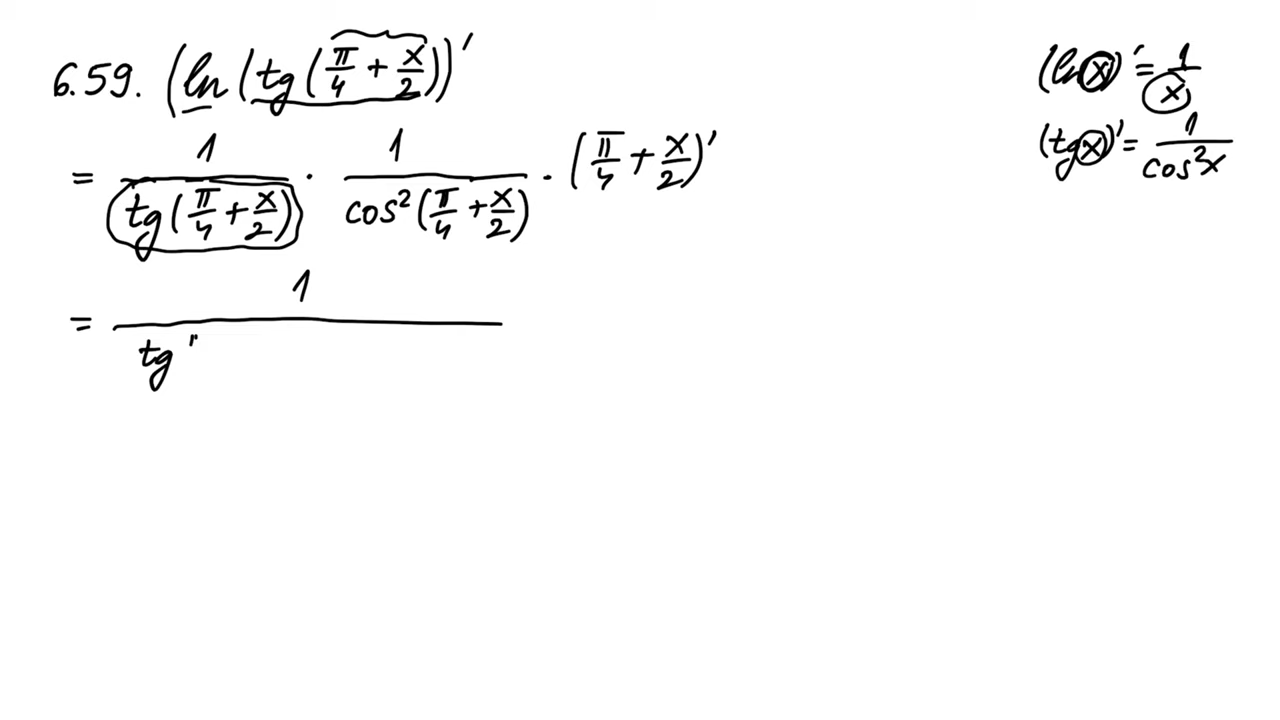 6.59. (ln(tg(π/4 + x/2)))′
= 1/tg(π/4 + x/2) · 1/cos²(π/4 + x/2) · (π/4 + x/2)′
= 1/tg
(ln x)′ = 1/x
(tg x)′ = 1/cos²x